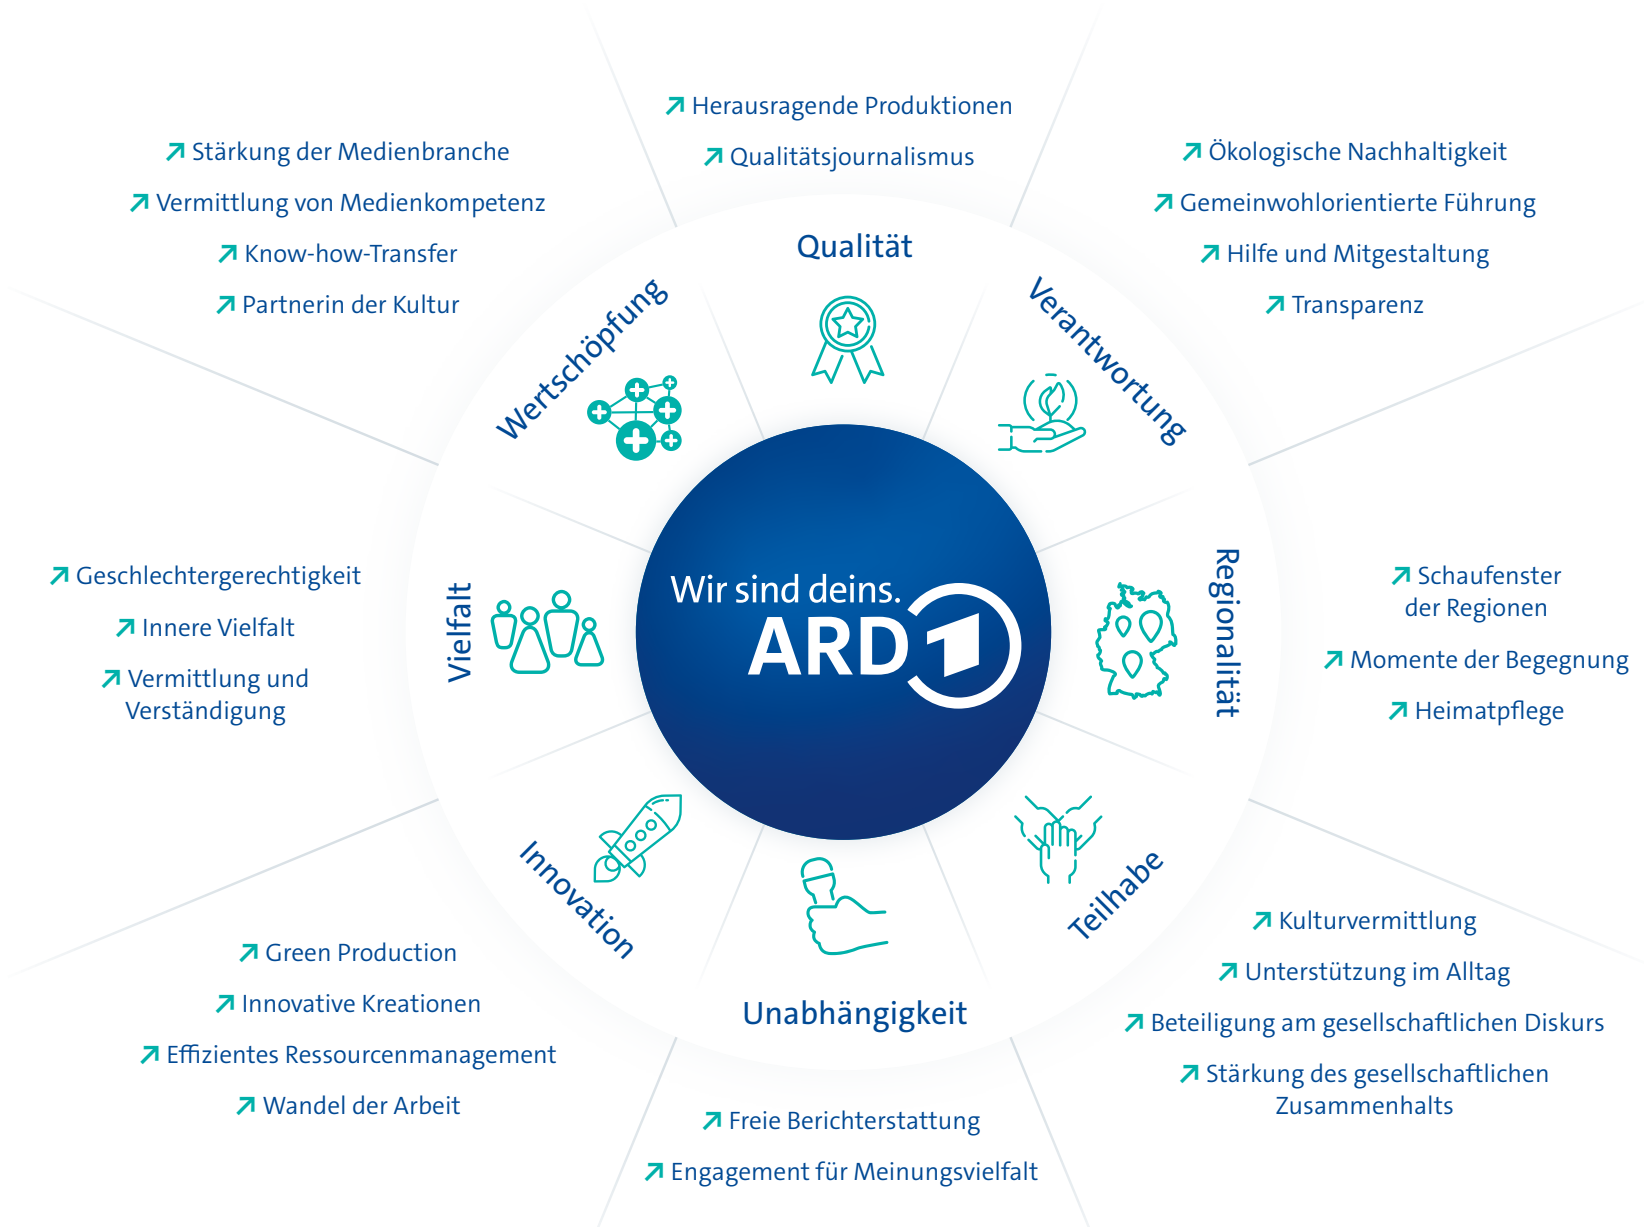 Herausragende Produktionen
Qualitätsjournalismus
Qualität
Ökologische Nachhaltigkeit
Gemeinwohlorientierte Führung
Hilfe und Mitgestaltung
Transparenz
Verantwortung
Schaufenster
der Regionen
Momente der Begegnung
Heimatpflege
Regionalität
Kulturvermittlung
Unterstützung im Alltag
Beteiligung am gesellschaftlichen Diskurs
Stärkung des gesellschaftlichen
Zusammenhalts
Teilhabe
Unabhängigkeit
Freie Berichterstattung
Engagement für Meinungsvielfalt
Innovation
Green Production
Innovative Kreationen
Effizientes Ressourcenmanagement
Wandel der Arbeit
Vielfalt
Geschlechtergerechtigkeit
Innere Vielfalt
Vermittlung und
Verständigung
Wertschöpfung
Stärkung der Medienbranche
Vermittlung von Medienkompetenz
Know-how-Transfer
Partnerin der Kultur
Wir sind deins.
ARD 1